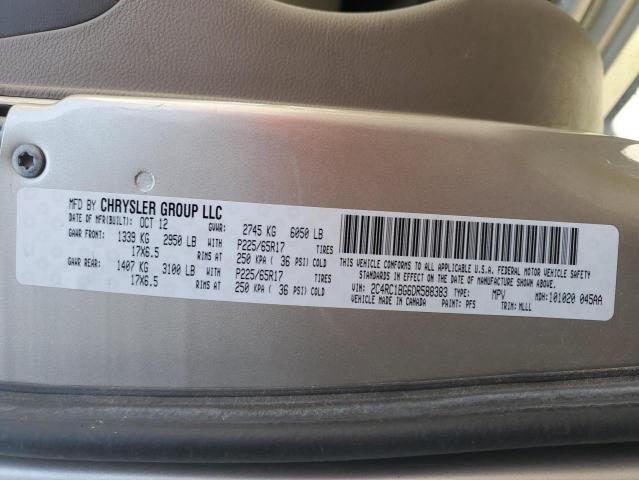 MFD BY CHRYSLER GROUP LLC
DATE OF MFR(BUILT): OCT 12 GVWR: 2745 KG 6050 LB
GAWR FRONT: 1339 KG 2950 LB WITH P225/65R17 TIRES
17X6.5 RIMS AT 250 KPA ( 36 PSI) COLD
GAWR REAR: 1407 KG 3100 LB WITH P225/65R17 TIRES
17X6.5 RIMS AT 250 KPA ( 36 PSI) COLD
THIS VEHICLE CONFORMS TO ALL APPLICABLE U.S.A. FEDERAL MOTOR VEHICLE SAFETY
STANDARDS IN EFFECT ON THE DATE OF MANUFACTURE SHOWN ABOVE.
VIN: 2C4RC1BG6DR588383 TYPE: MPV MDH: 101020 045AA
VEHICLE MADE IN CANADA PAINT: PFS TRIM: MLLL